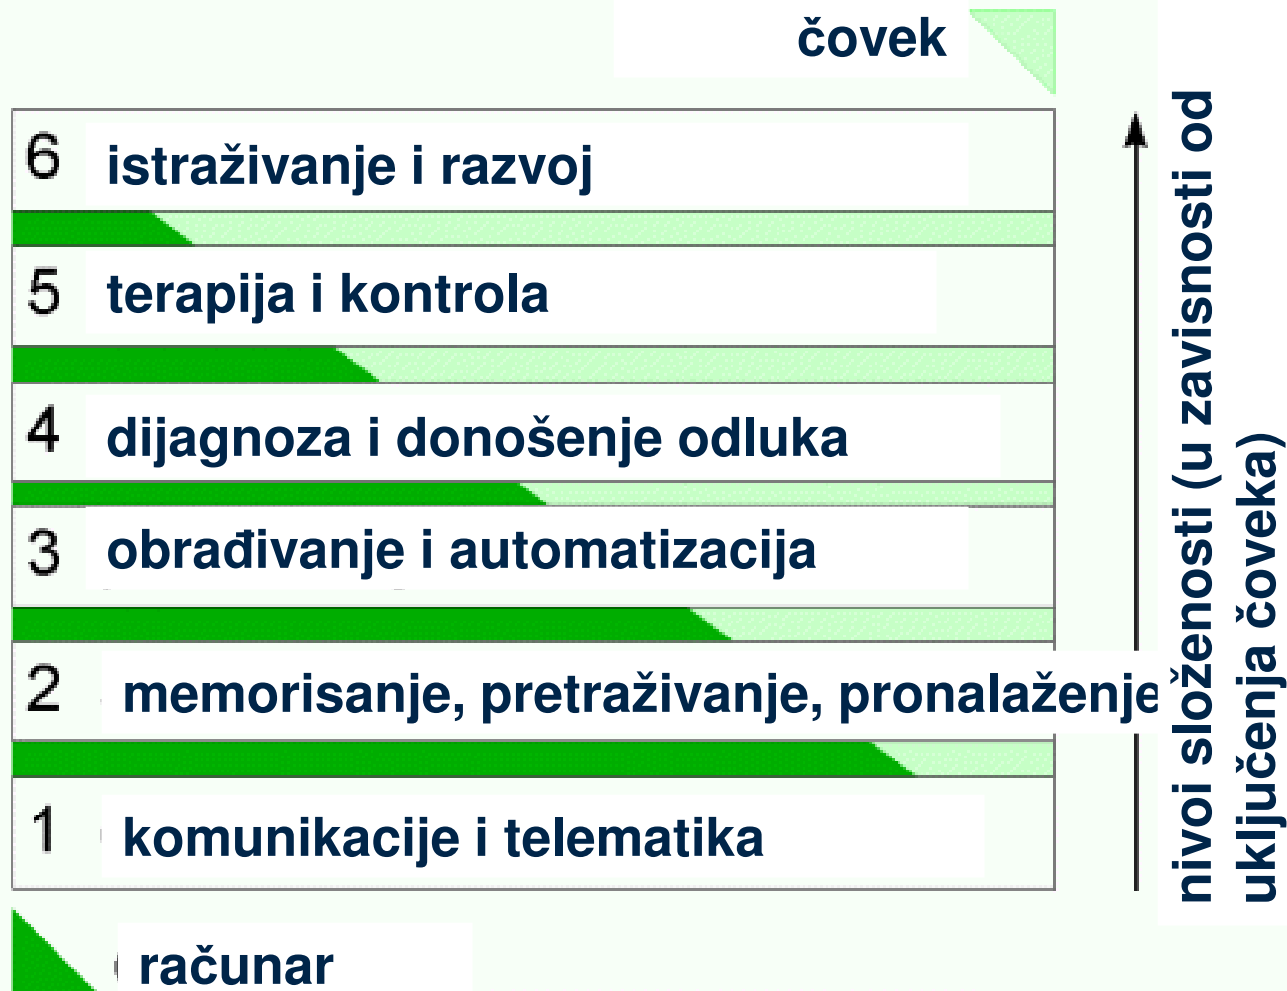 čovek
6 istraživanje i razvoj
5 terapija i kontrola
4 dijagnoza i donošenje odluka
3 obrađivanje i automatizacija
2 memorisanje, pretraživanje, pronalaženje
1 komunikacije i telematika
računar
nivoi složenosti (u zavisnosti od
uključenja čoveka)